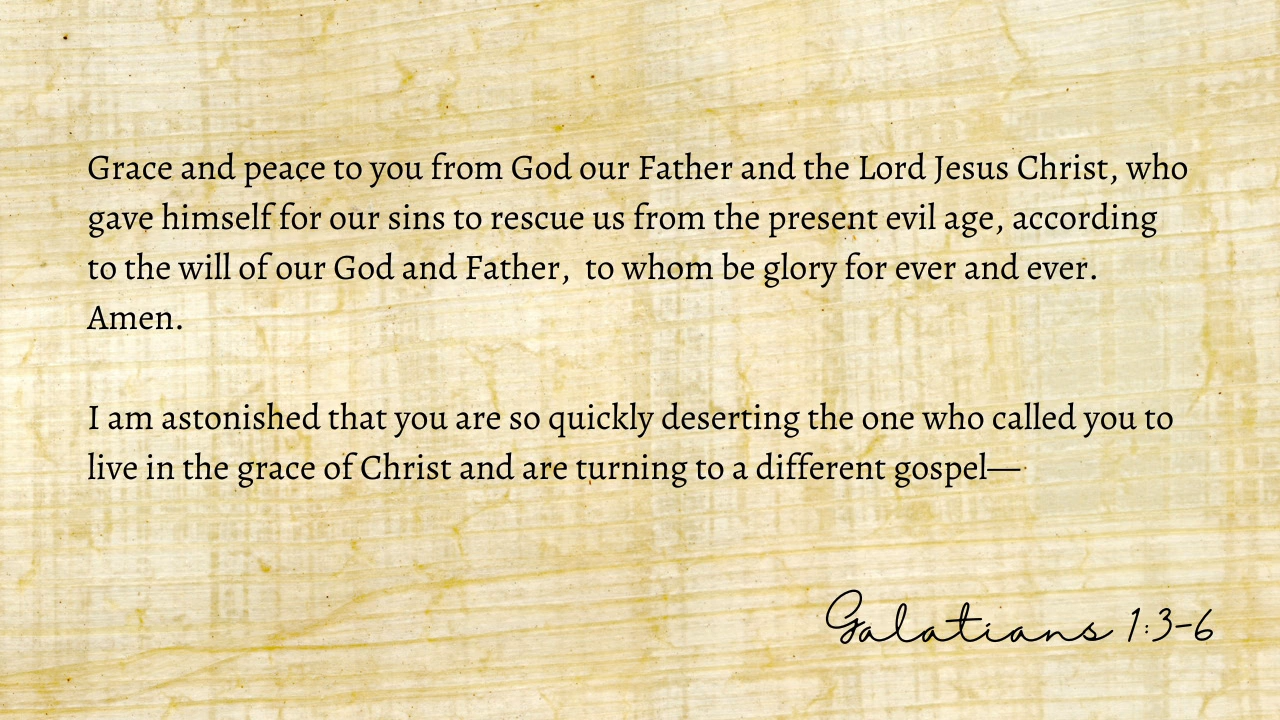 Grace and peace to you from God our Father and the Lord Jesus Christ, who
gave himself for our sins to rescue us from the present evil age, according
to the will of our God and Father,  to whom be glory for ever and ever.
Amen.
I am astonished that you are so quickly deserting the one who called you to
live in the grace of Christ and are turning to a different gospel—
Galatians 1:3-6